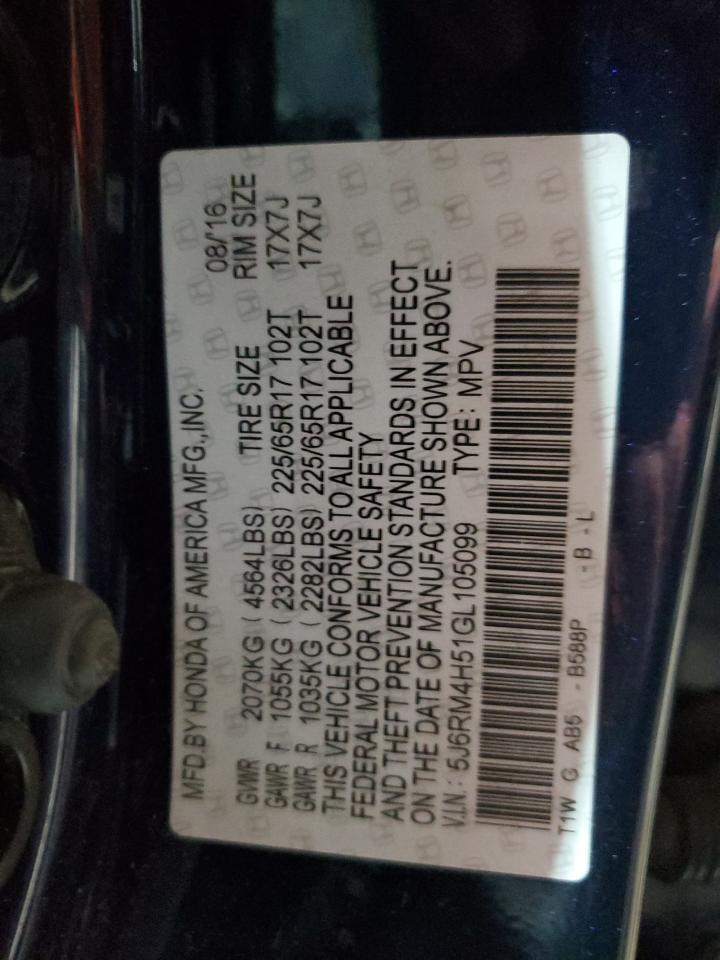 MFD.BY HONDA OF AMERICA MFG.,INC. 08/16
GVWR 2070KG (4564LBS) TIRE SIZE RIM SIZE
GAWR F 1055KG (2326LBS) 225/65R17 102T 17X7J
GAWR R 1035KG (2282LBS) 225/65R17 102T 17X7J
THIS VEHICLE CONFORMS TO ALL APPLICABLE
FEDERAL MOTOR VEHICLE SAFETY
AND THEFT PREVENTION STANDARDS IN EFFECT
ON THE DATE OF MANUFACTURE SHOWN ABOVE.
V.I.N.: 5J6RM4H51GL105099 TYPE: MPV
T1W G AB5 -B588P -B-L